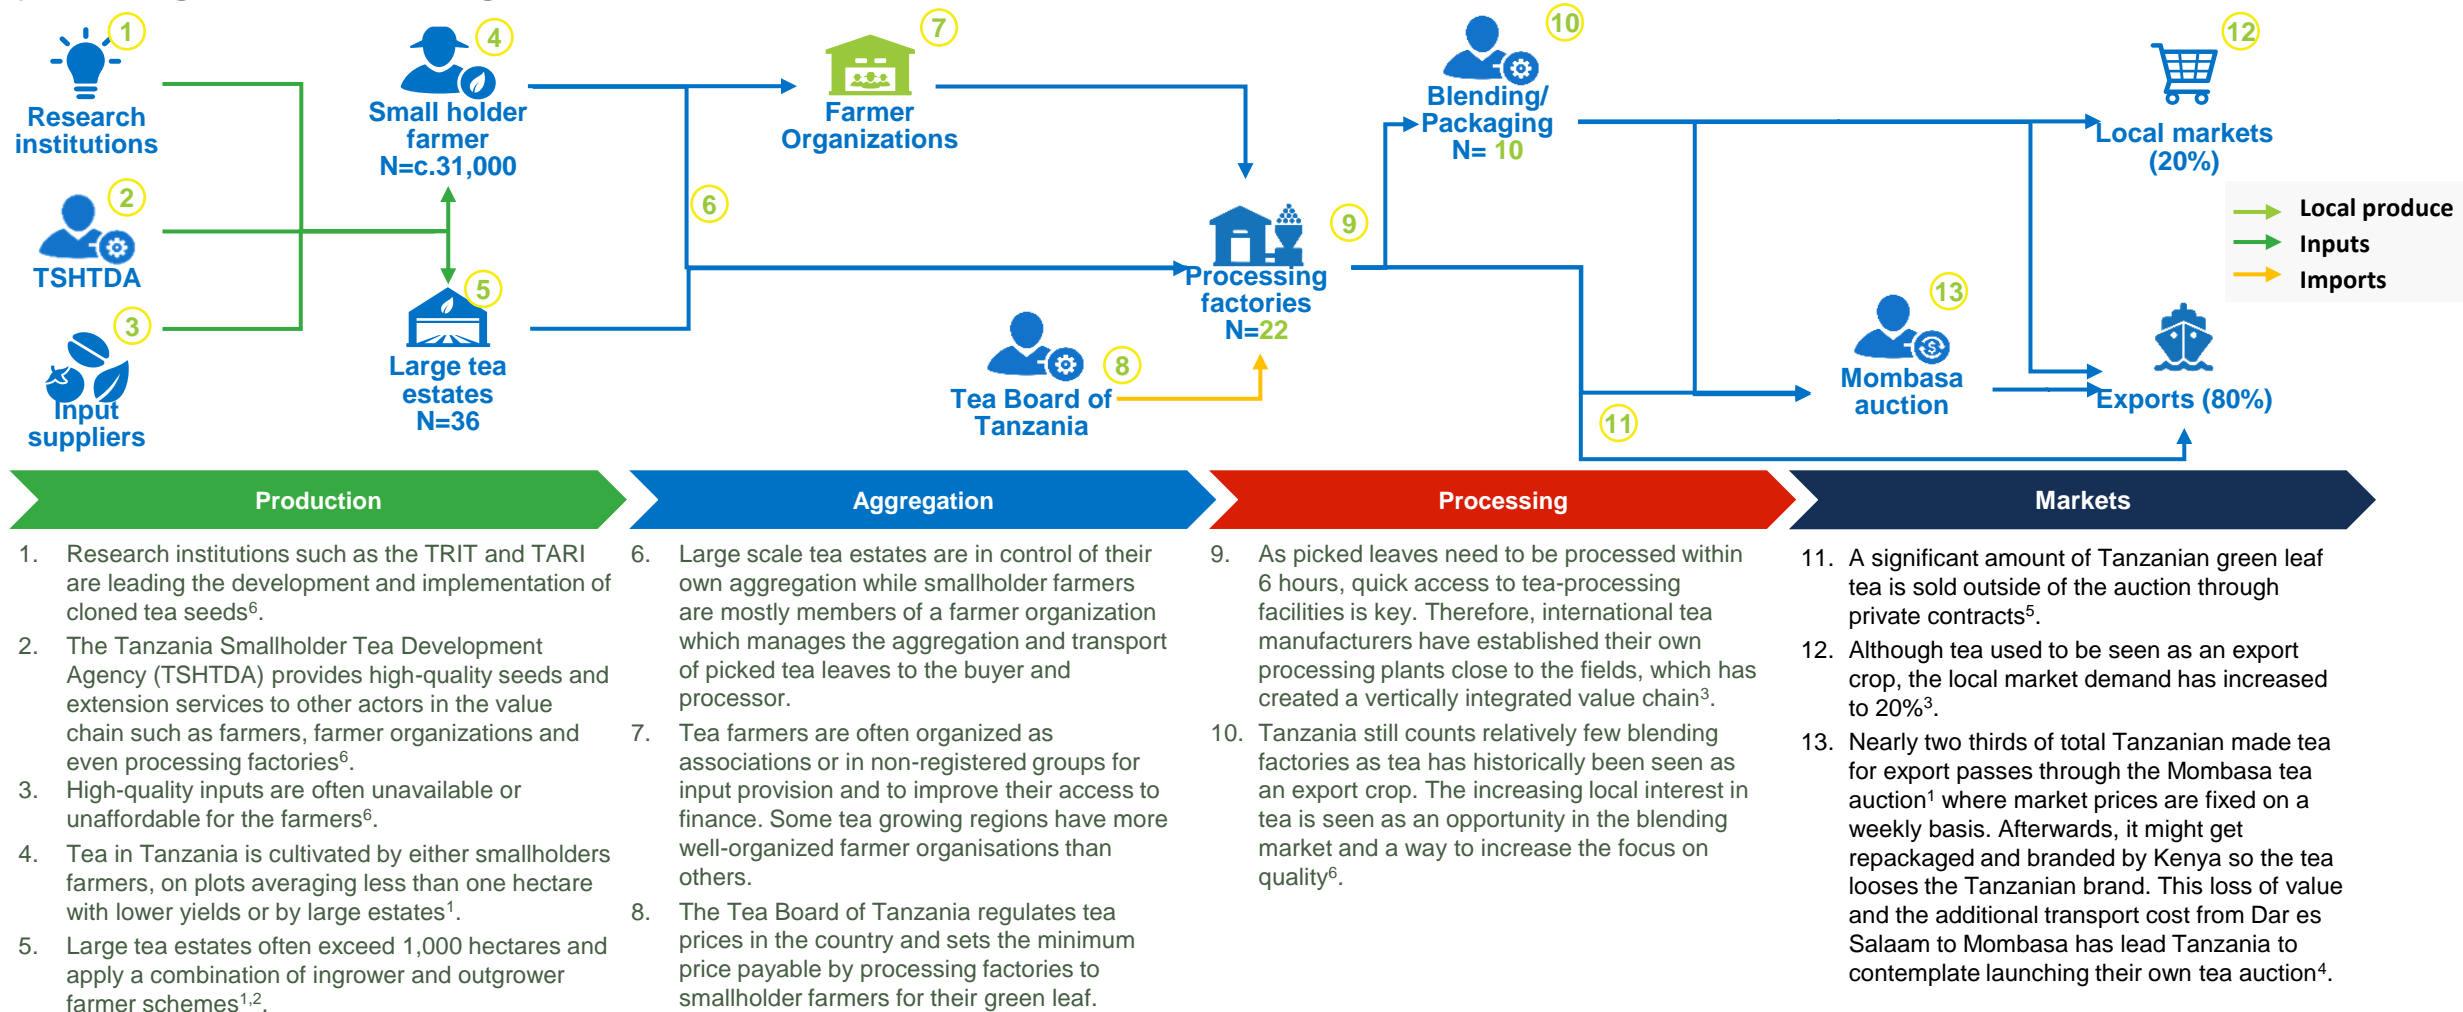 1
Research
institutions
2
TSHTDA
3
Input
suppliers
4
Small holder
farmer
N=c.31,000
5
Large tea
estates
N=36
6
7
Farmer
Organizations
8
Tea Board of
Tanzania
9
Processing
factories
N=22
10
Blending/
Packaging
N= 10
11
12
Local markets
(20%)
13
Mombasa
auction
Exports (80%)
Local produce
Inputs
Imports
Production
Aggregation
Processing
Markets
1. Research institutions such as the TRIT and TARI
are leading the development and implementation of
cloned tea seeds⁶.
2. The Tanzania Smallholder Tea Development
Agency (TSHTDA) provides high-quality seeds and
extension services to other actors in the value
chain such as farmers, farmer organizations and
even processing factories⁶.
3. High-quality inputs are often unavailable or
unaffordable for the farmers⁶.
4. Tea in Tanzania is cultivated by either smallholders
farmers, on plots averaging less than one hectare
with lower yields or by large estates¹.
5. Large tea estates often exceed 1,000 hectares and
apply a combination of ingrower and outgrower
farmer schemes¹,².
6. Large scale tea estates are in control of their
own aggregation while smallholder farmers
are mostly members of a farmer organization
which manages the aggregation and transport
of picked tea leaves to the buyer and
processor.
7. Tea farmers are often organized as
associations or in non-registered groups for
input provision and to improve their access to
finance. Some tea growing regions have more
well-organized farmer organisations than
others.
8. The Tea Board of Tanzania regulates tea
prices in the country and sets the minimum
price payable by processing factories to
smallholder farmers for their green leaf.
9. As picked leaves need to be processed within
6 hours, quick access to tea-processing
facilities is key. Therefore, international tea
manufacturers have established their own
processing plants close to the fields, which has
created a vertically integrated value chain³.
10. Tanzania still counts relatively few blending
factories as tea has historically been seen as
an export crop. The increasing local interest in
tea is seen as an opportunity in the blending
market and a way to increase the focus on
quality⁶.
11. A significant amount of Tanzanian green leaf
tea is sold outside of the auction through
private contracts⁵.
12. Although tea used to be seen as an export
crop, the local market demand has increased
to 20%³.
13. Nearly two thirds of total Tanzanian made tea
for export passes through the Mombasa tea
auction¹ where market prices are fixed on a
weekly basis. Afterwards, it might get
repackaged and branded by Kenya so the tea
looses the Tanzanian brand. This loss of value
and the additional transport cost from Dar es
Salaam to Mombasa has lead Tanzania to
contemplate launching their own tea auction⁴.